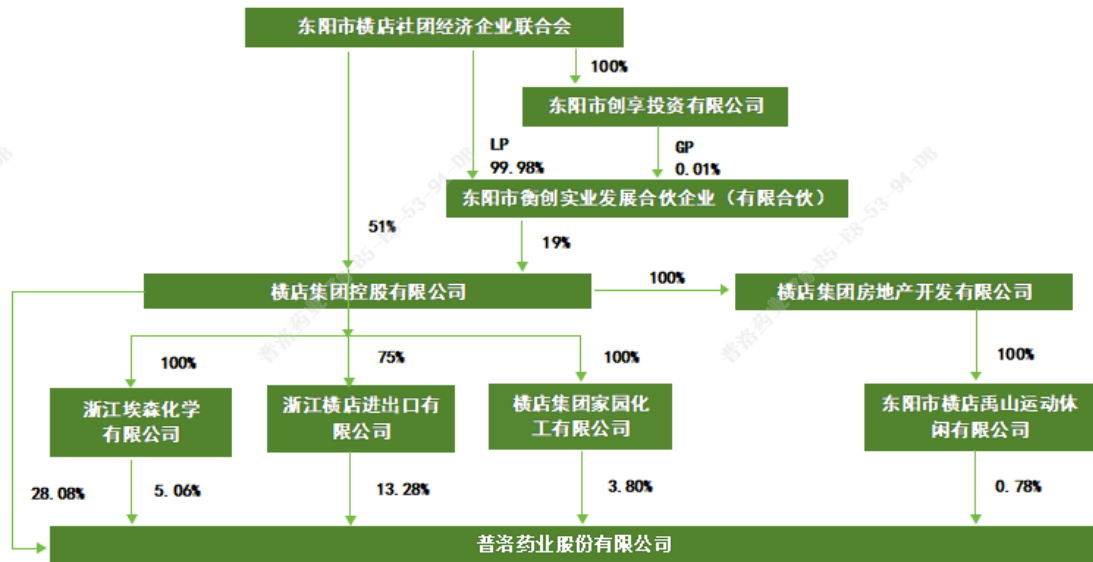 东阳市横店社团经济企业联合会
100%
东阳市创享投资有限公司
LP
99.98%
GP
0.01%
东阳市衡创实业发展合伙企业（有限合伙）
51%
19%
横店集团控股有限公司
100%
横店集团房地产开发有限公司
100%
75%
100%
100%
浙江埃森化学
有限公司
浙江横店进出口有
限公司
横店集团家园化
工有限公司
东阳市横店禹山运动休
闲有限公司
28.08%
5.06%
13.28%
3.80%
0.78%
普洛药业股份有限公司